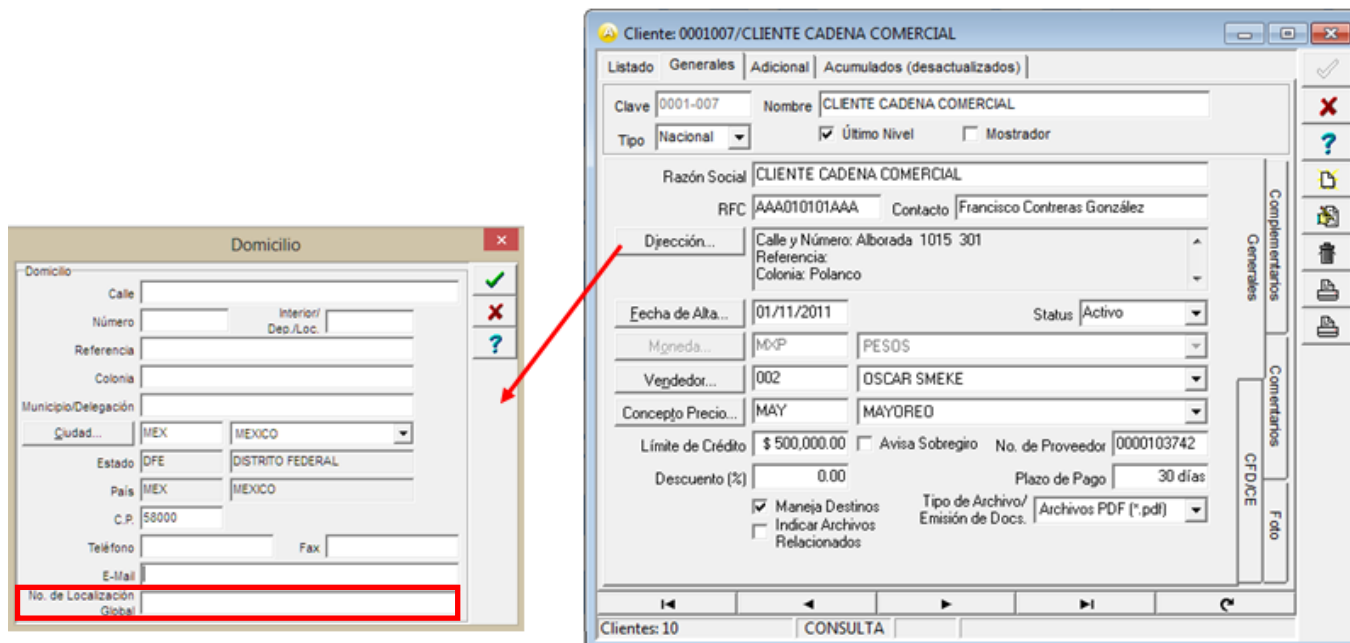 Domicilio
Domicilio
Calle
Número
Interior/
Dep./Loc.
Referencia
Colonia
Municipio/Delegación
Ciudad... MEX MEXICO
Estado DFE DISTRITO FEDERAL
País MEX MEXICO
C.P. 58000
Teléfono Fax
E-Mail
No. de Localización
Global
Cliente: 0001007/CLIENTE CADENA COMERCIAL
Listado Generales Adicional Acumulados (desactualizados)
Clave 0001-007 Nombre CLIENTE CADENA COMERCIAL
Tipo Nacional Último Nivel Mostrador
Razón Social CLIENTE CADENA COMERCIAL
RFC AAA010101AAA Contacto Francisco Contreras González
Dirección... Calle y Número: Alborada 1015 301
Referencia:
Colonia: Polanco
Fecha de Alta... 01/11/2011 Status Activo
Moneda... MXP PESOS
Vendedor... 002 OSCAR SMEKE
Concepto Precio... MAY MAYOREO
Límite de Crédito $ 500,000.00 Avisa Sobregiro No. de Proveedor 0000103742
Descuento (%) 0.00 Plazo de Pago 30 días
Maneja Destinos
Indicar Archivos
Relacionados
Tipo de Archivo/
Emisión de Docs. Archivos PDF (*.pdf)
Generales
CFD/CE
Complementarios
Comentarios
Foto
Clientes: 10 CONSULTA